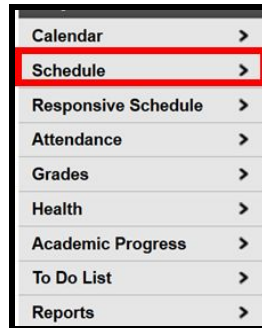 Calendar
Schedule
Responsive Schedule
Attendance
Grades
Health
Academic Progress
To Do List
Reports